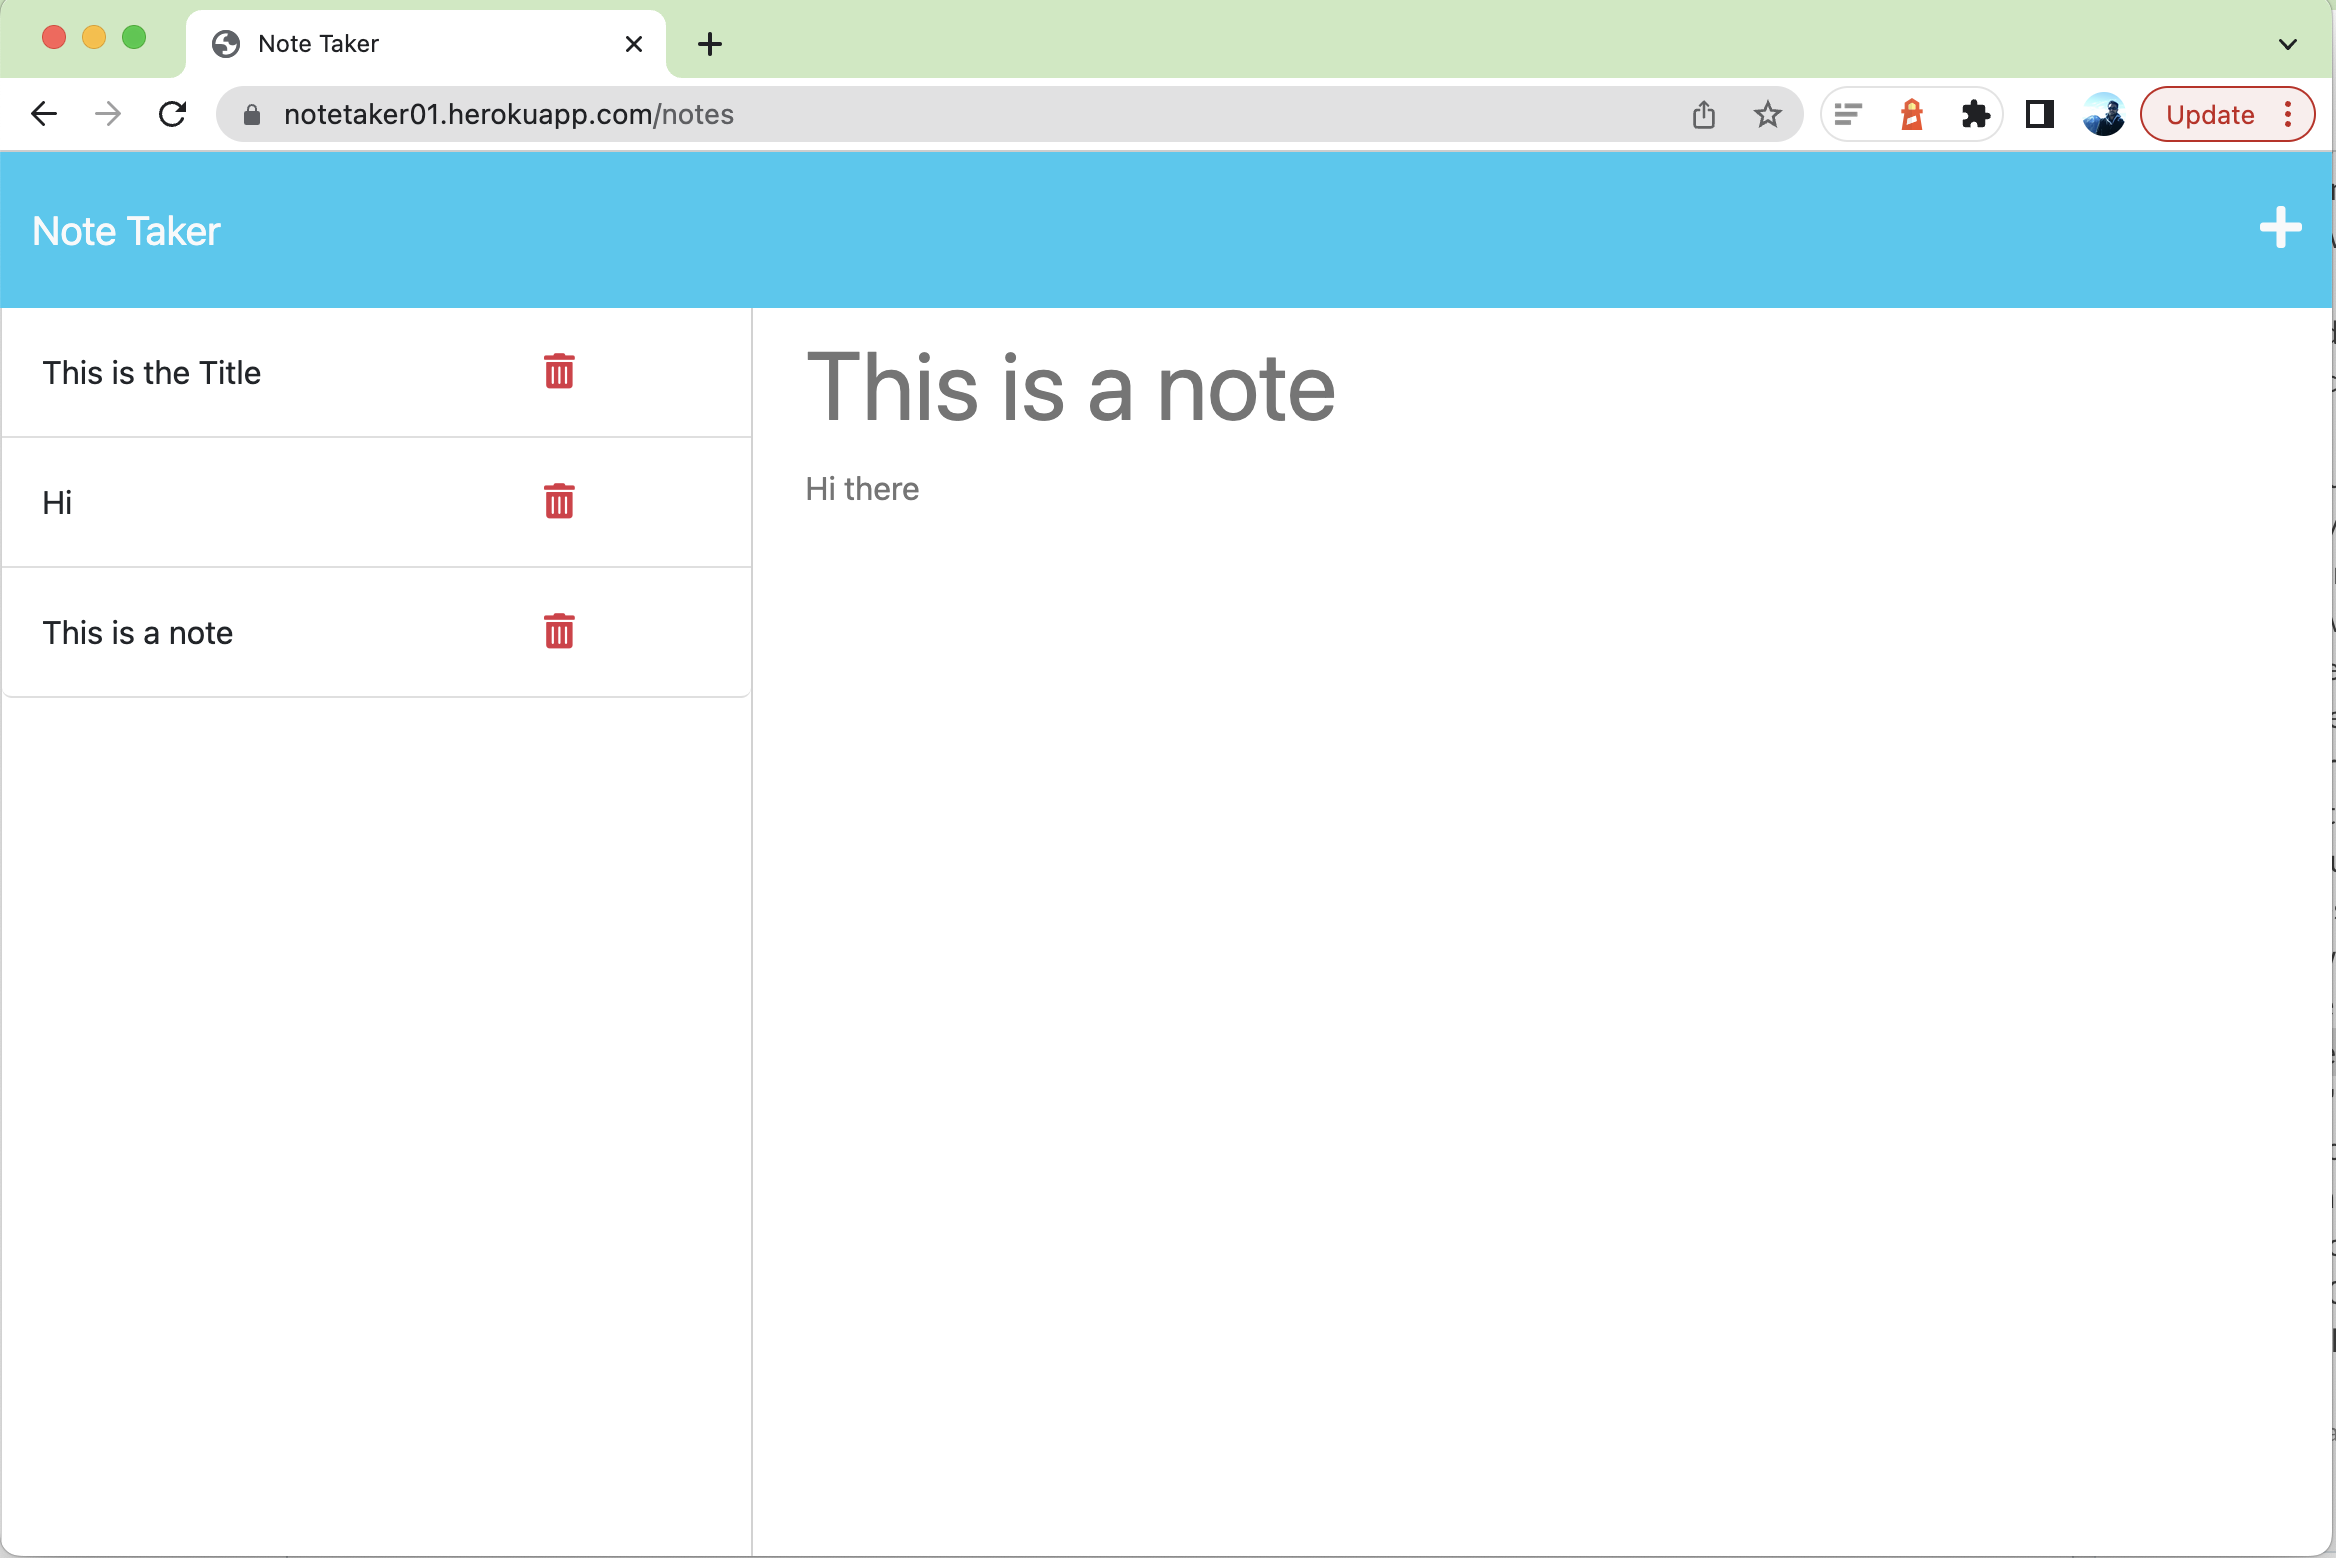 Note Taker
notetaker01.herokuapp.com/notes
Update
Note Taker
This is the Title
Hi
This is a note
This is a note
Hi there